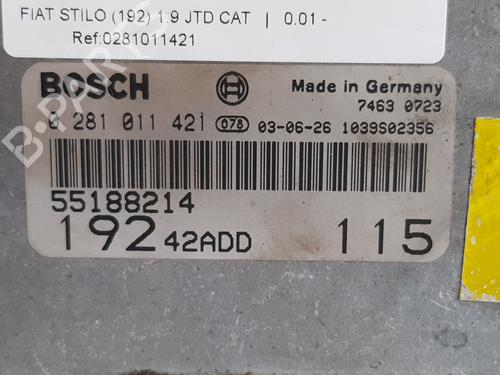 FIAT STILO (192) 1.9 JTD CAT | 0.01 -
Ref:0281011421
BOSCH Made in Germany
7463 0723
0 281 011 421 078 03-06-26 1039S02356
55188214
192 42ADD 115
B-PARTS